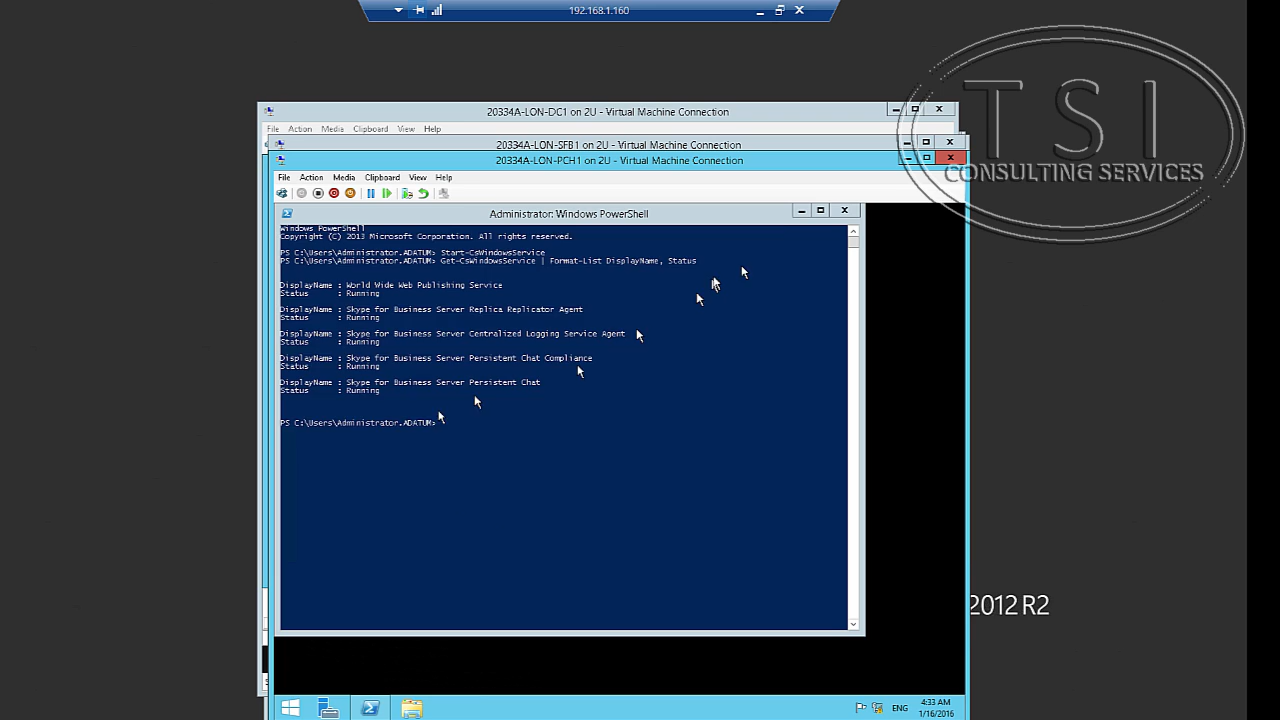 192.168.1.160
TSI
CONSULTING SERVICES
20334A-LON-DC1 on 2U - Virtual Machine Connection
File Action Media Clipboard View Help
20334A-LON-SFB1 on 2U - Virtual Machine Connection
20334A-LON-PCH1 on 2U - Virtual Machine Connection
File Action Media Clipboard View Help
Administrator: Windows PowerShell
Windows PowerShell
Copyright (C) 2013 Microsoft Corporation. All rights reserved.
PS C:\Users\Administrator.ADATUM> Start-CsWindowsService
PS C:\Users\Administrator.ADATUM> Get-CsWindowsService | Format-List DisplayName, Status
DisplayName : World Wide Web Publishing Service
Status : Running
DisplayName : Skype for Business Server Replica Replicator Agent
Status : Running
DisplayName : Skype for Business Server Centralized Logging Service Agent
Status : Running
DisplayName : Skype for Business Server Persistent Chat Compliance
Status : Running
DisplayName : Skype for Business Server Persistent Chat
Status : Running
PS C:\Users\Administrator.ADATUM>
2012 R2
ENG
4:33 AM
1/16/2016